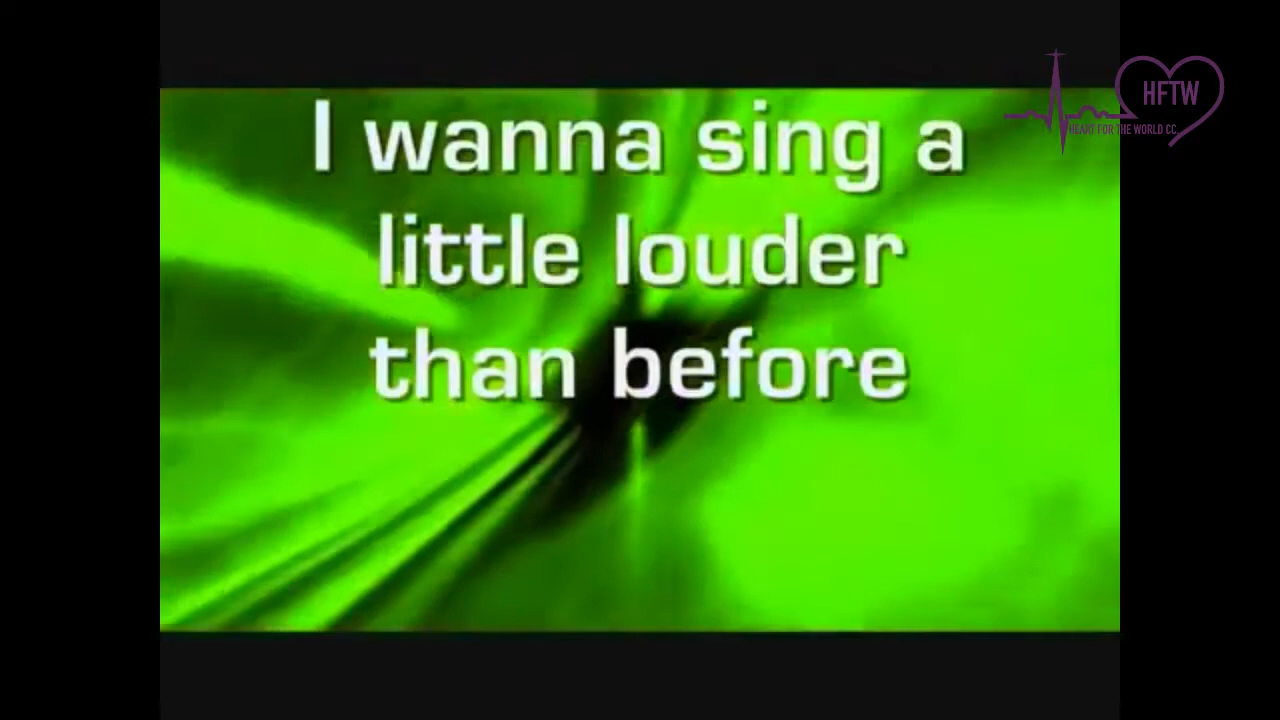 I wanna sing a
little louder
than before
HFTW
HEART FOR THE WORLD CC.